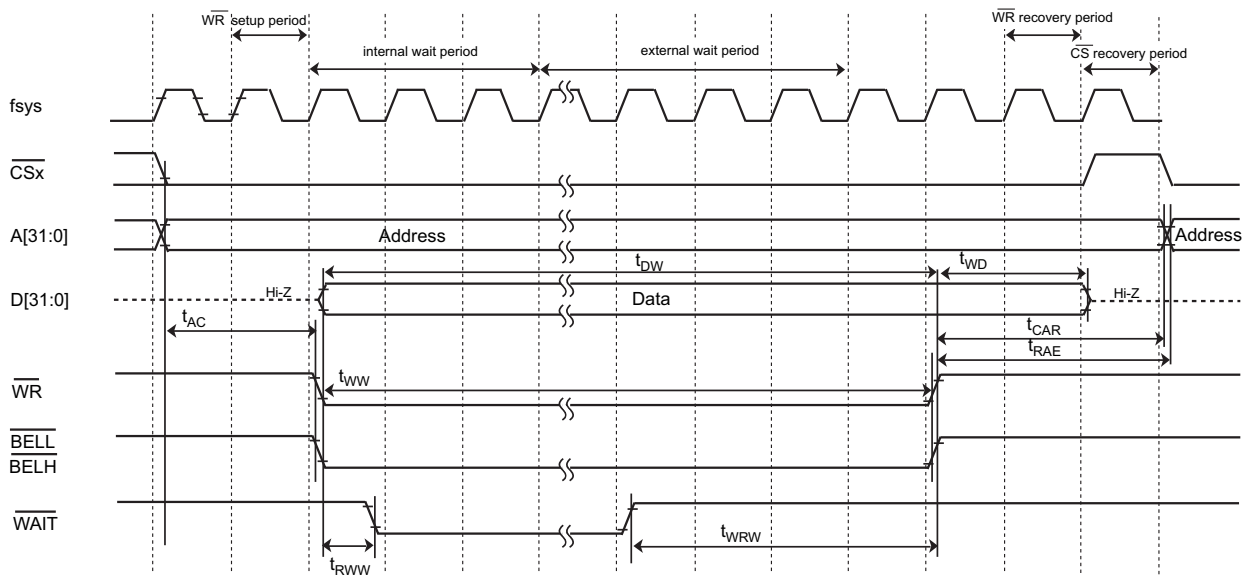 WR setup period
WR recovery period
internal wait period
external wait period
CS recovery period
fsys
CSx
A[31:0]
Address
Address
tDW
tWD
D[31:0]
Hi-Z
Data
Hi-Z
tAC
tCAR
tRAE
WR
tWW
BELL
BELH
WAIT
tRWW
tWRW